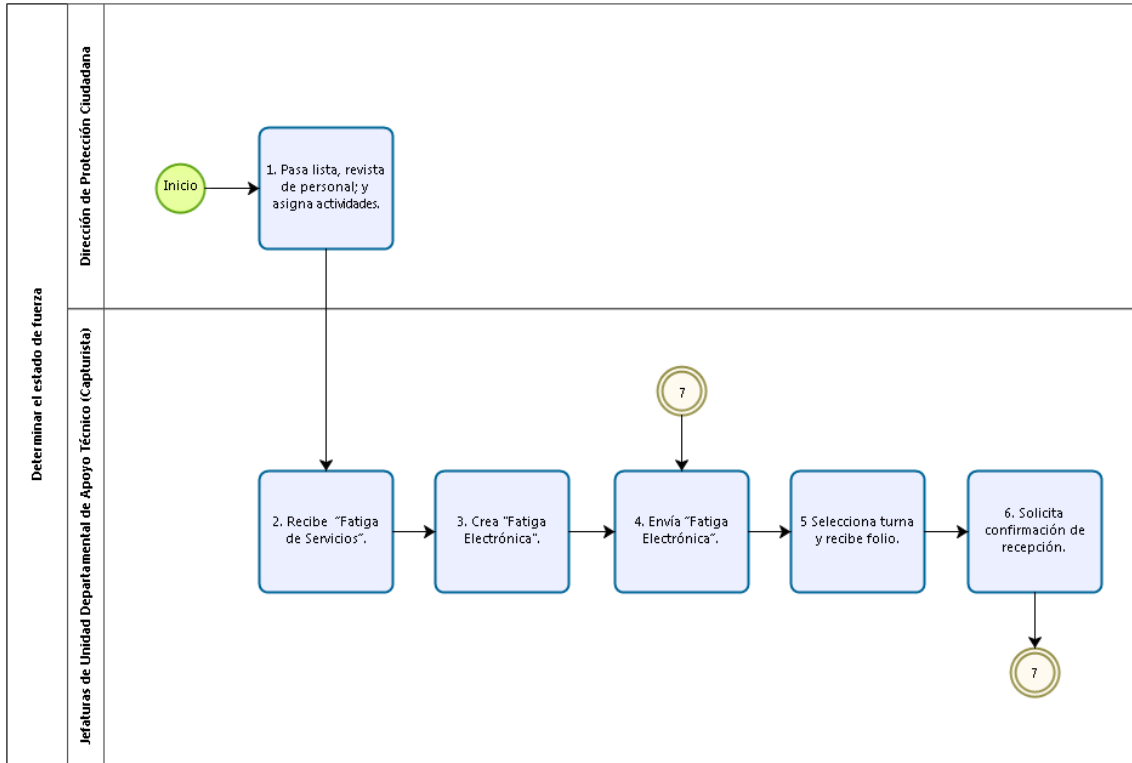 Determinar el estado de fuerza
Dirección de Protección Ciudadana
Inicio
1. Pasa lista, revista
de personal; y
asigna actividades.
Jefaturas de Unidad Departamental de Apoyo Técnico (Capturista)
7
2. Recibe “Fatiga
de Servicios”.
3. Crea "Fatiga
Electrónica".
4. Envía “Fatiga
Electrónica”.
5 Selecciona turna
y recibe folio.
6. Solicita
confirmación de
recepción.
7